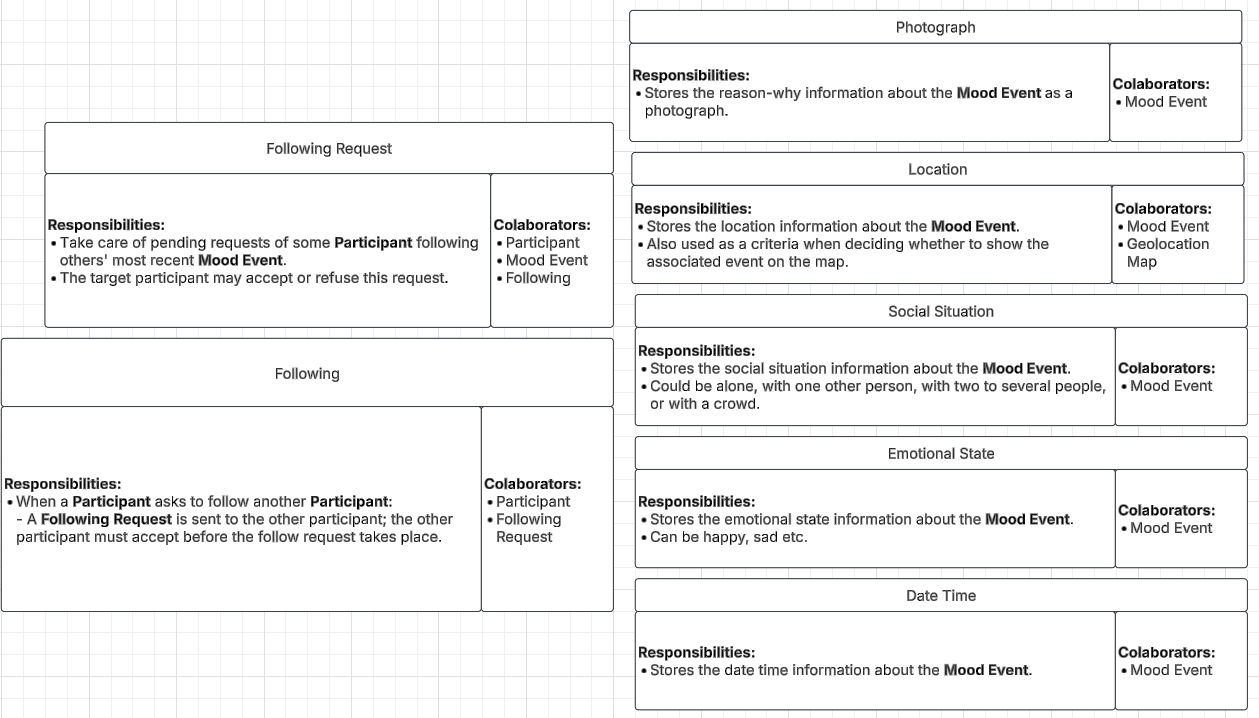 Following Request
Responsibilities:
• Take care of pending requests of some Participant following
others' most recent Mood Event.
• The target participant may accept or refuse this request.
Colaborators:
• Participant
• Mood Event
• Following
Following
Responsibilities:
• When a Participant asks to follow another Participant:
- A Following Request is sent to the other participant; the other
participant must accept before the follow request takes place.
Colaborators:
• Participant
• Following
Request
Photograph
Responsibilities:
• Stores the reason-why information about the Mood Event as a
photograph.
Colaborators:
• Mood Event
Location
Responsibilities:
• Stores the location information about the Mood Event.
• Also used as a criteria when deciding whether to show the
associated event on the map.
Colaborators:
• Mood Event
• Geolocation
Map
Social Situation
Responsibilities:
• Stores the social situation information about the Mood Event.
• Could be alone, with one other person, with two to several people,
or with a crowd.
Colaborators:
• Mood Event
Emotional State
Responsibilities:
• Stores the emotional state information about the Mood Event.
• Can be happy, sad etc.
Colaborators:
• Mood Event
Date Time
Responsibilities:
• Stores the date time information about the Mood Event.
Colaborators:
• Mood Event